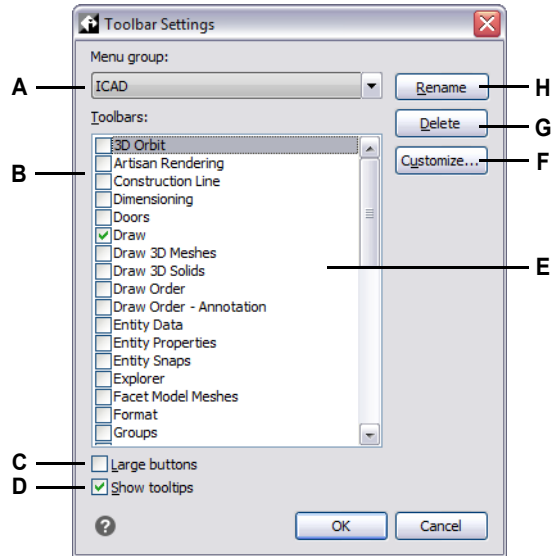 Toolbar Settings
Menu group:
A
ICAD
Rename
H
Toolbars:
Delete
G
3D Orbit
B
Artisan Rendering
Customize...
F
Construction Line
Dimensioning
Doors
Draw
Draw 3D Meshes
E
Draw 3D Solids
Draw Order
Draw Order - Annotation
Entity Data
Entity Properties
Entity Snaps
Explorer
Facet Model Meshes
Format
Groups
C
Large buttons
D
Show tooltips
?
OK
Cancel